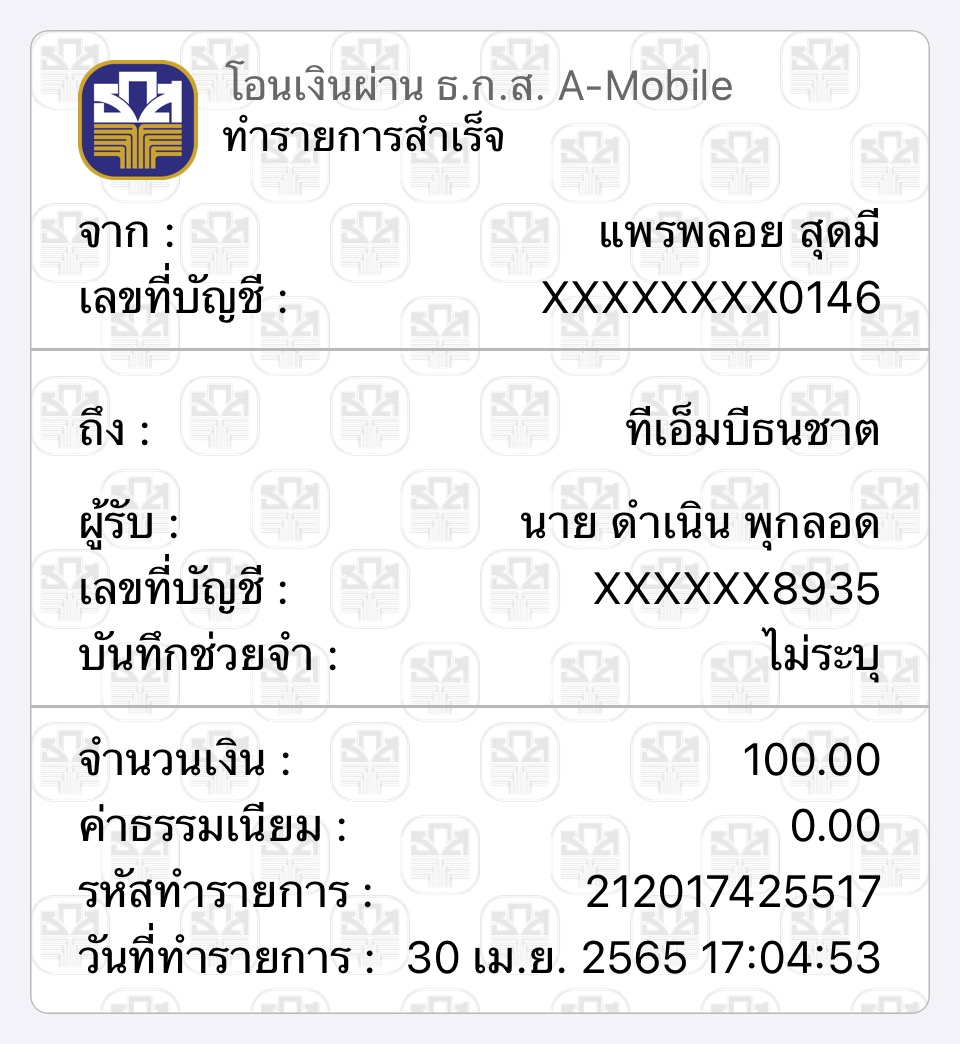 โอนเงินผ่าน ธ.ก.ส. A-Mobile
ทำรายการสำเร็จ
จาก : แพรพลอย สุดมี
เลขที่บัญชี : XXXXXXXX0146
ถึง : ทีเอ็มบีธนชาต
ผู้รับ : นาย ดำเนิน พุกลอด
เลขที่บัญชี : XXXXXX8935
บันทึกช่วยจำ : ไม่ระบุ
จำนวนเงิน : 100.00
ค่าธรรมเนียม : 0.00
รหัสทำรายการ : 212017425517
วันที่ทำรายการ : 30 เม.ย. 2565 17:04:53